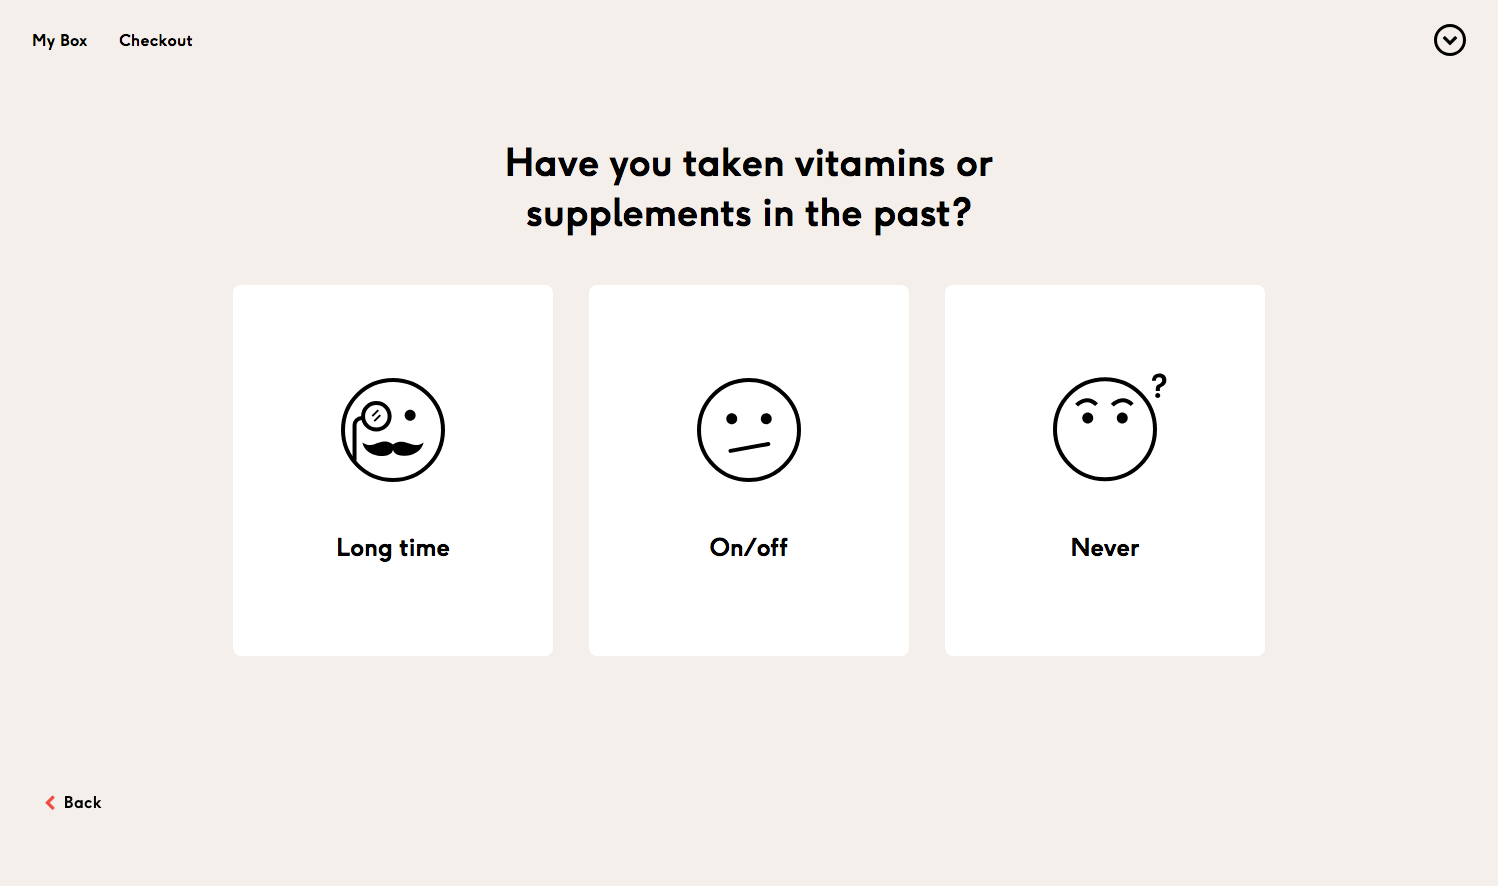 My Box
Checkout
Have you taken vitamins or
supplements in the past?
?
Long time
On/off
Never
Back